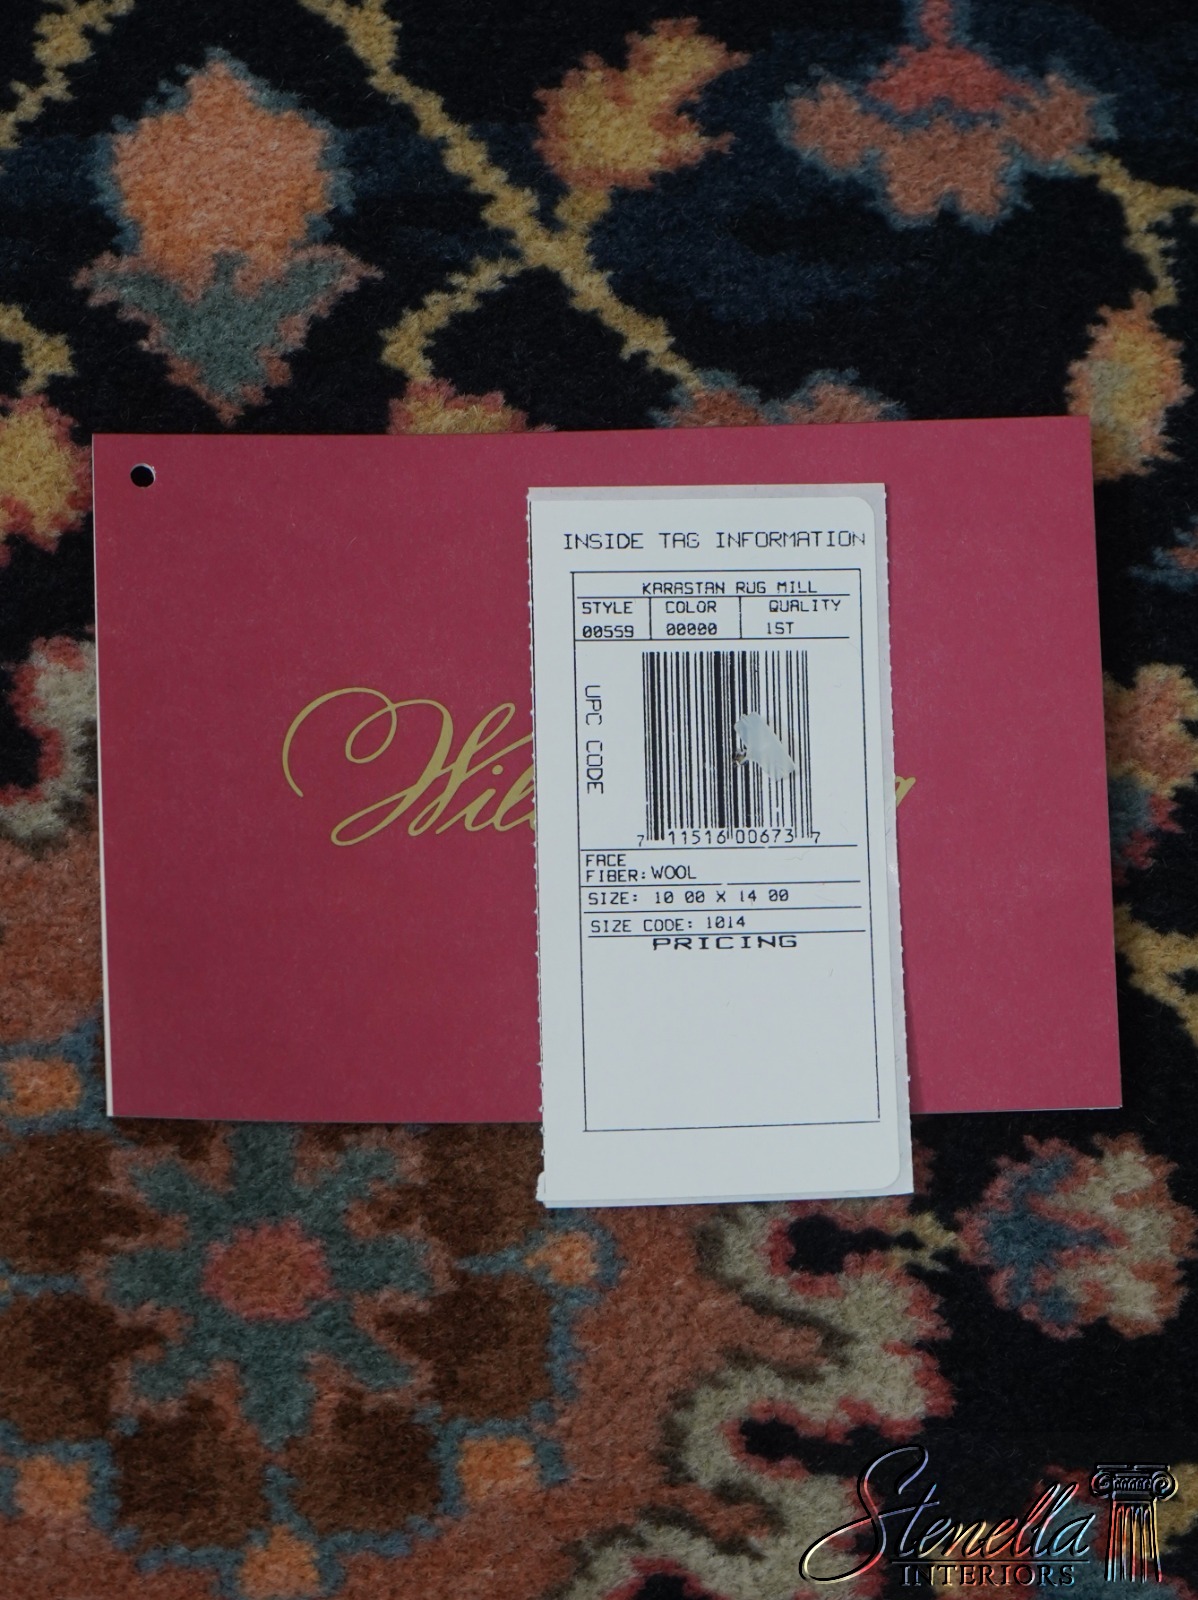 INSIDE TAG INFORMATION
KARASTAN RUG MILL
STYLE COLOR QUALITY
00559 00000 1ST
UPC CODE
7 11516 00673 7
FACE
FIBER: WOOL
SIZE: 10 00 X 14 00
SIZE CODE: 1014
PRICING
Stenella
INTERIORS